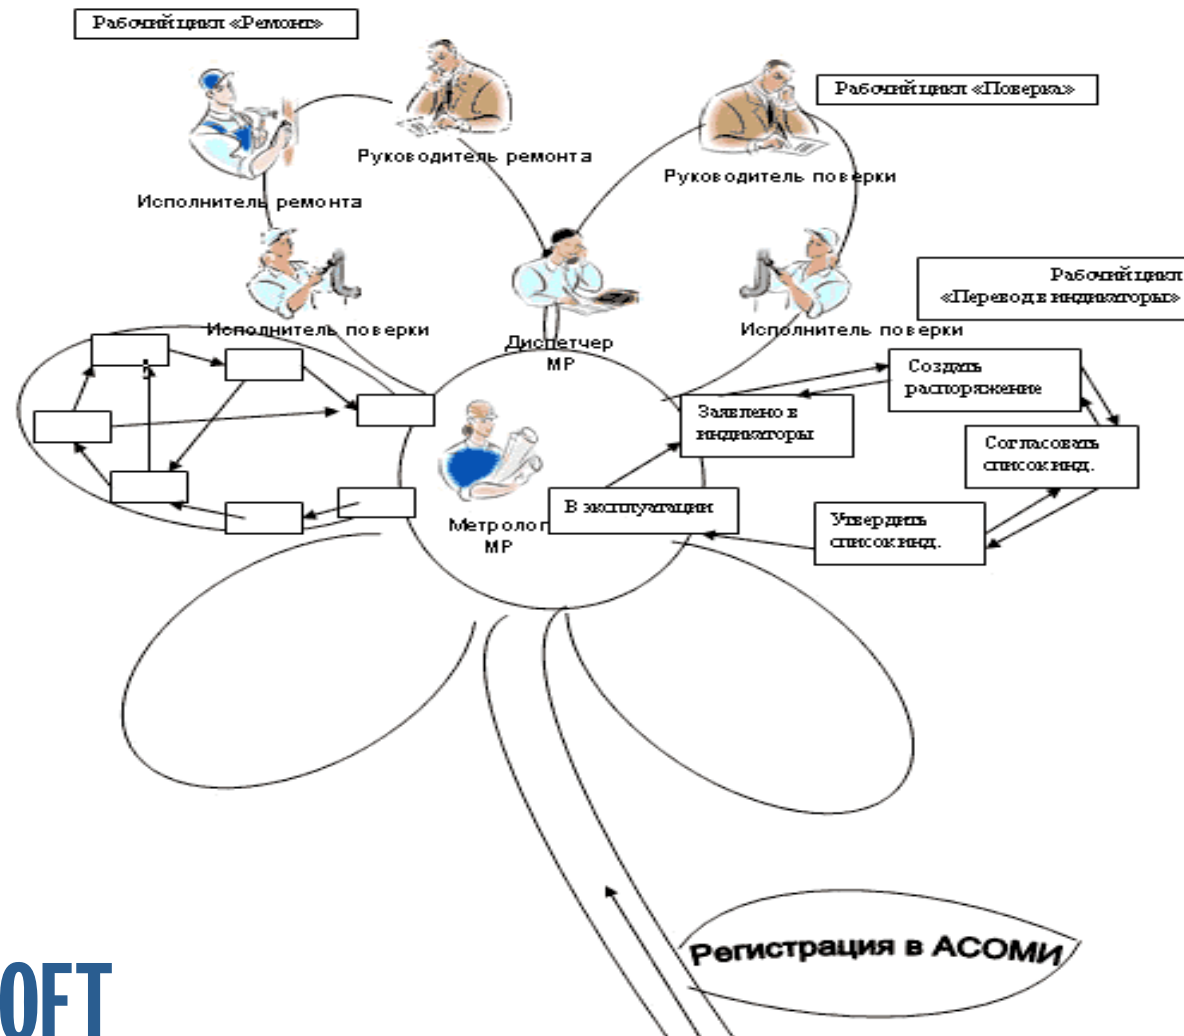 Рабочий цикл «Ремонт»
Рабочий цикл «Поверка»
Руководитель ремонта
Руководитель поверки
Исполнитель ремонта
Рабочий цикл
«Перевод в индикаторы»
Исполнитель поверки
Диспетчер
МР
Исполнитель поверки
Создать
распоряжение
Заявлено в
индикаторы
Согласовать
список инд.
В эксплуатации
Утвердить
список инд.
Метролог
МР
Регистрация в АСОМИ
OFT